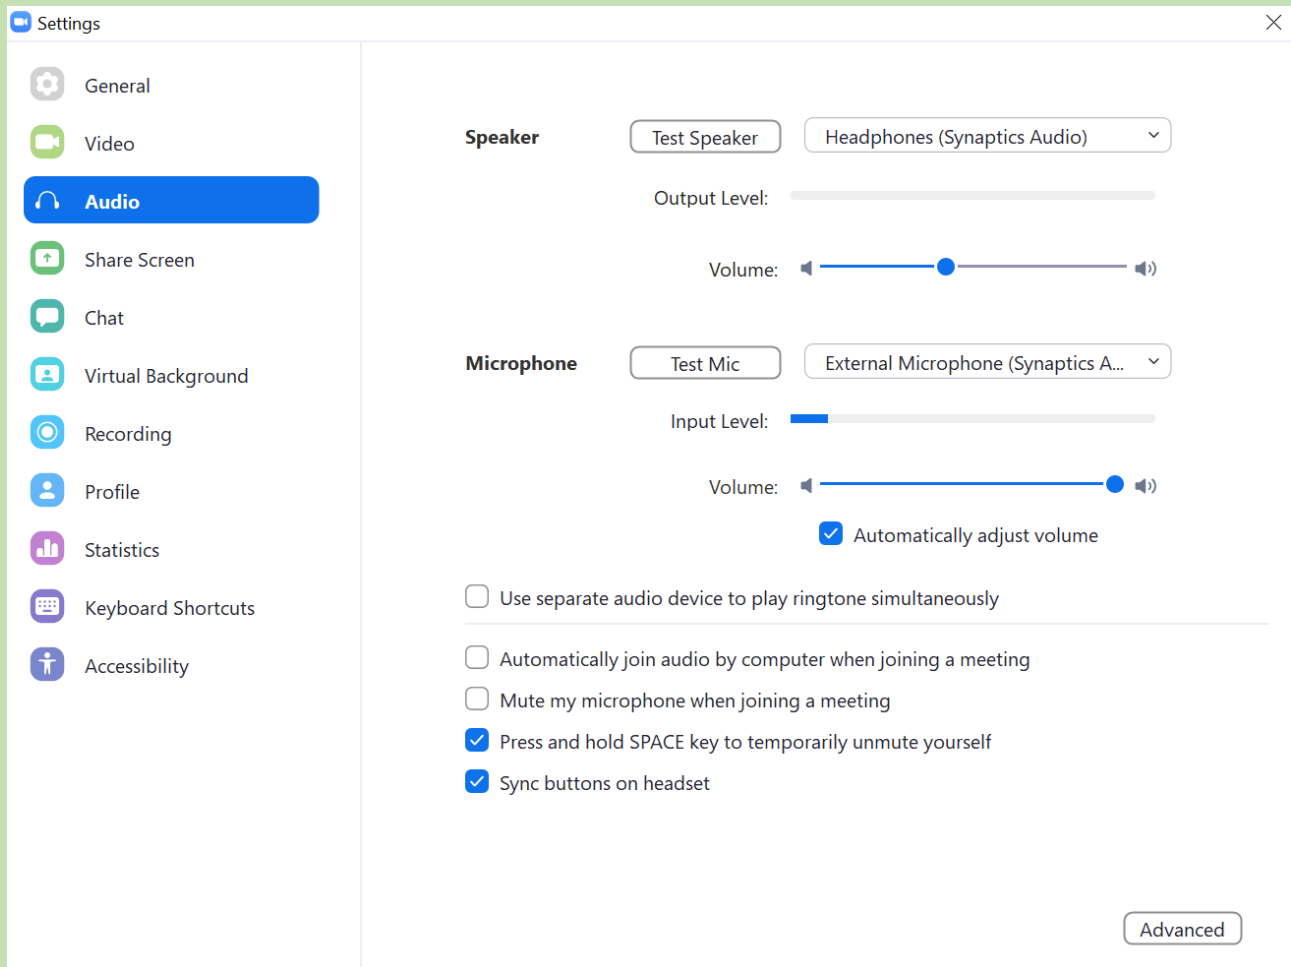 Settings
General
Video
Audio
Share Screen
Chat
Virtual Background
Recording
Profile
Statistics
Keyboard Shortcuts
Accessibility
Speaker Test Speaker Headphones (Synaptics Audio)
Output Level:
Volume:
Microphone Test Mic External Microphone (Synaptics A...
Input Level:
Volume:
Automatically adjust volume
Use separate audio device to play ringtone simultaneously
Automatically join audio by computer when joining a meeting
Mute my microphone when joining a meeting
Press and hold SPACE key to temporarily unmute yourself
Sync buttons on headset
Advanced